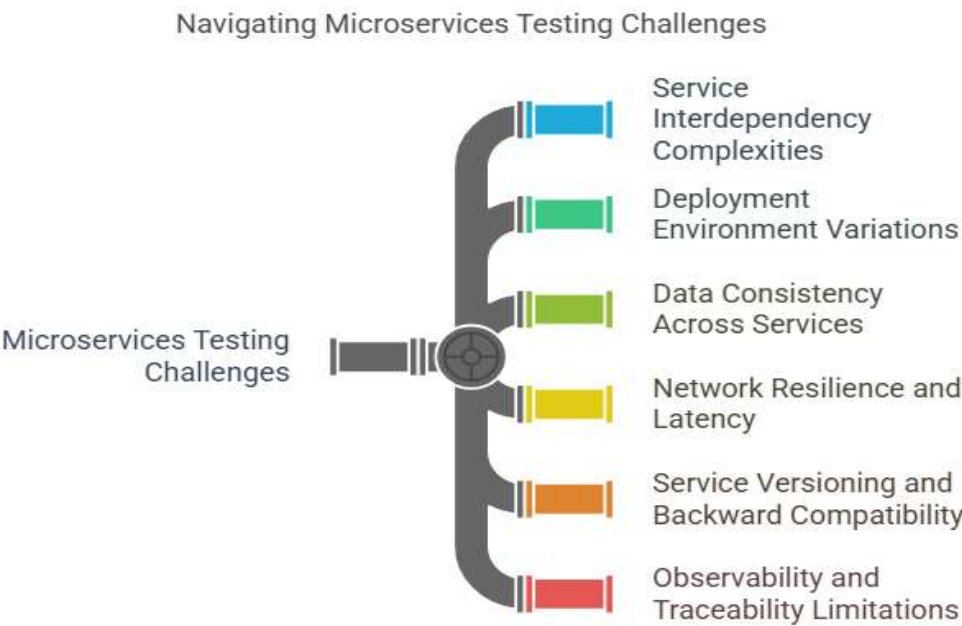 Navigating Microservices Testing Challenges
Microservices Testing
Challenges
Service
Interdependency
Complexities
Deployment
Environment Variations
Data Consistency
Across Services
Network Resilience and
Latency
Service Versioning and
Backward Compatibility
Observability and
Traceability Limitations